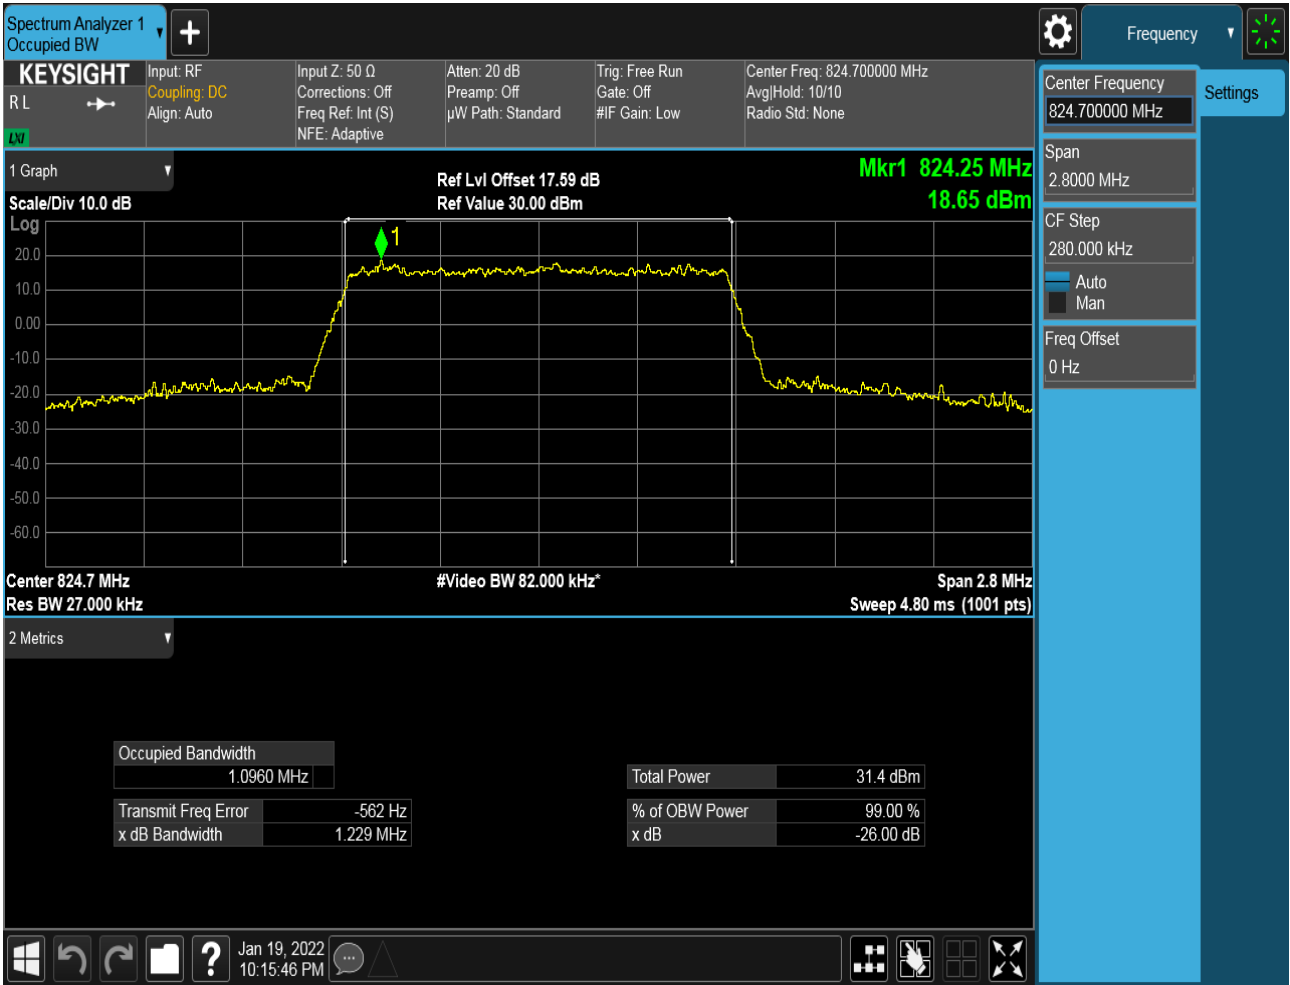 Spectrum Analyzer 1
Occupied BW
Frequency
KEYSIGHT
R L
LXI
Input: RF
Coupling: DC
Align: Auto
Input Z: 50 Ω
Corrections: Off
Freq Ref: Int (S)
NFE: Adaptive
Atten: 20 dB
Preamp: Off
µW Path: Standard
Trig: Free Run
Gate: Off
#IF Gain: Low
Center Freq: 824.700000 MHz
Avg|Hold: 10/10
Radio Std: None
Center Frequency
824.700000 MHz
Settings
Span
2.8000 MHz
CF Step
280.000 kHz
Auto
Man
Freq Offset
0 Hz
1 Graph
Scale/Div 10.0 dB
Ref Lvl Offset 17.59 dB
Ref Value 30.00 dBm
Mkr1 824.25 MHz
18.65 dBm
Log
1
20.0
10.0
0.00
-10.0
-20.0
-30.0
-40.0
-50.0
-60.0
Center 824.7 MHz
#Video BW 82.000 kHz*
Span 2.8 MHz
Res BW 27.000 kHz
Sweep 4.80 ms (1001 pts)
2 Metrics
Occupied Bandwidth
1.0960 MHz
Total Power 31.4 dBm
Transmit Freq Error -562 Hz
% of OBW Power 99.00 %
x dB Bandwidth 1.229 MHz
x dB -26.00 dB
?
Jan 19, 2022
10:15:46 PM